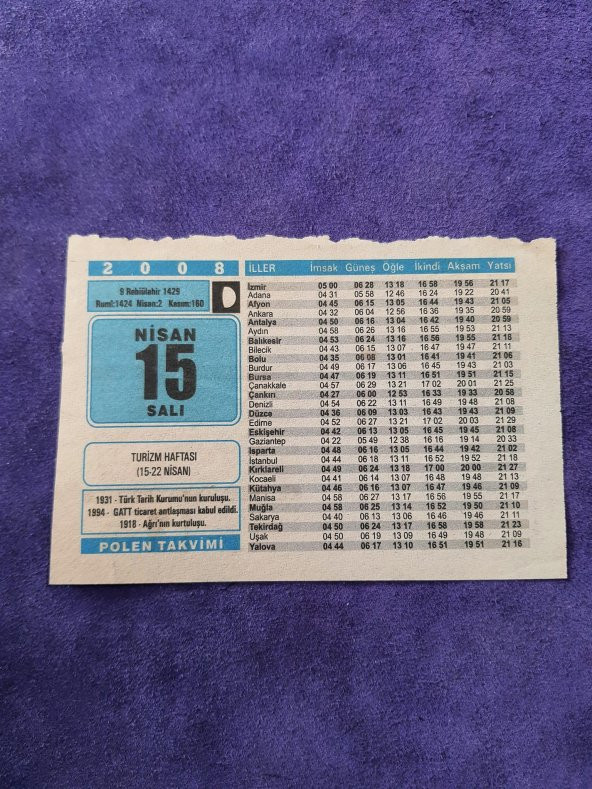 2 0 0 8
9 Rebiülahir 1429
Rumi:1424 Nisan:2 Kasım:160
NİSAN
15
SALI
TURİZM HAFTASI
(15-22 NİSAN)
1931 - Türk Tarih Kurumu'nun kuruluşu.
1994 - GATT ticaret antlaşması kabul edildi.
1918 - Ağrı'nın kurtuluşu.
POLEN TAKVİMİ
İLLER İmsak Güneş Öğle İkindi Akşam Yatsı
İzmir 05 00 06 28 13 18 16 58 19 56 21 17
Adana 04 31 05 58 12 46 16 24 19 22 20 41
Afyon 04 45 06 15 13 05 16 44 19 43 21 05
Ankara 04 32 06 04 12 56 16 36 19 35 20 59
Antalya 04 50 06 16 13 04 16 42 19 40 20 59
Aydın 04 58 06 26 13 16 16 55 19 53 21 13
Balıkesir 04 53 06 24 13 16 16 56 19 55 21 18
Bilecik 04 43 06 15 13 07 16 47 19 47 21 11
Bolu 04 35 06 08 13 01 16 41 19 41 21 06
Burdur 04 49 06 17 13 06 16 45 19 43 21 03
Bursa 04 47 06 19 13 11 16 51 19 51 21 15
Çanakkale 04 57 06 29 13 21 17 02 20 01 21 25
Çankırı 04 27 06 00 12 53 16 33 19 33 20 58
Denizli 04 54 06 22 13 11 16 49 19 48 21 08
Düzce 04 36 06 09 13 03 16 43 19 43 21 09
Edirne 04 52 06 27 13 21 17 02 20 03 21 29
Eskişehir 04 42 06 13 13 05 16 45 19 45 21 08
Gaziantep 04 22 05 49 12 38 16 16 19 14 20 33
Isparta 04 48 06 16 13 05 16 44 19 42 21 02
İstanbul 04 44 06 18 13 11 16 52 19 52 21 18
Kırklareli 04 49 06 24 13 18 17 00 20 00 21 27
Kocaeli 04 41 06 14 13 07 16 48 19 48 21 13
Kütahya 04 46 06 16 13 07 16 47 19 46 21 09
Manisa 04 58 06 27 13 17 16 56 19 55 21 17
Muğla 04 58 06 25 13 14 16 52 19 50 21 10
Sakarya 04 40 06 13 13 06 16 46 19 46 21 11
Tekirdağ 04 50 06 24 13 17 16 58 19 58 21 23
Uşak 04 50 06 19 13 09 16 49 19 48 21 09
Yalova 04 44 06 17 13 10 16 51 19 51 21 16